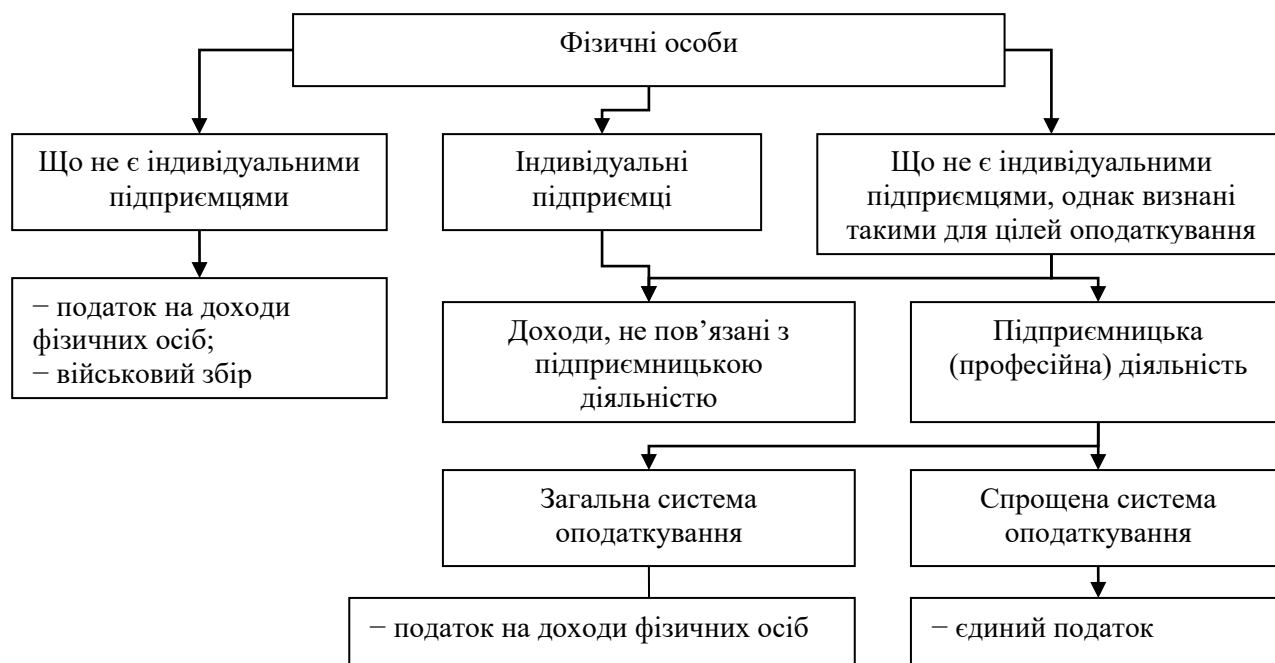 Фізичні особи
Що не є індивідуальними
підприємцями
Індивідуальні
підприємці
Що не є індивідуальними
підприємцями, однак визнані
такими для цілей оподаткування
− податок на доходи
фізичних осіб;
− військовий збір
Доходи, не пов’язані з
підприємницькою
діяльністю
Підприємницька
(професійна) діяльність
Загальна система
оподаткування
Спрощена система
оподаткування
− податок на доходи фізичних осіб
− єдиний податок